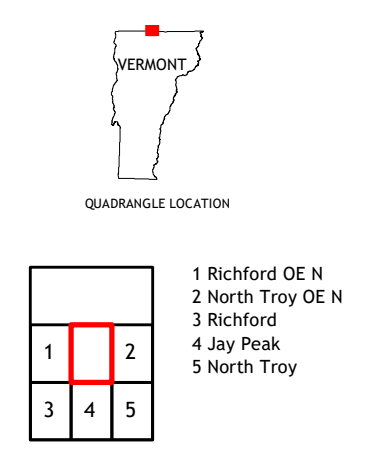 VERMONT
QUADRANGLE LOCATION
1 Richford OE N
2 North Troy OE N
3 Richford
4 Jay Peak
5 North Troy
1 2
3 4 5